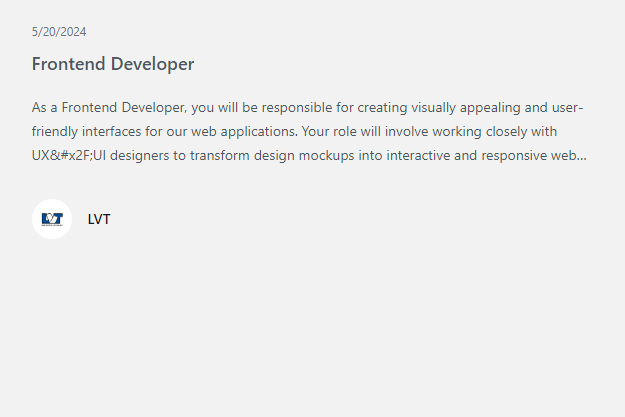 5/20/2024
Frontend Developer
As a Frontend Developer, you will be responsible for creating visually appealing and user-
friendly interfaces for our web applications. Your role will involve working closely with
UX&#x2F;UI designers to transform design mockups into interactive and responsive web...
LVT
LVT